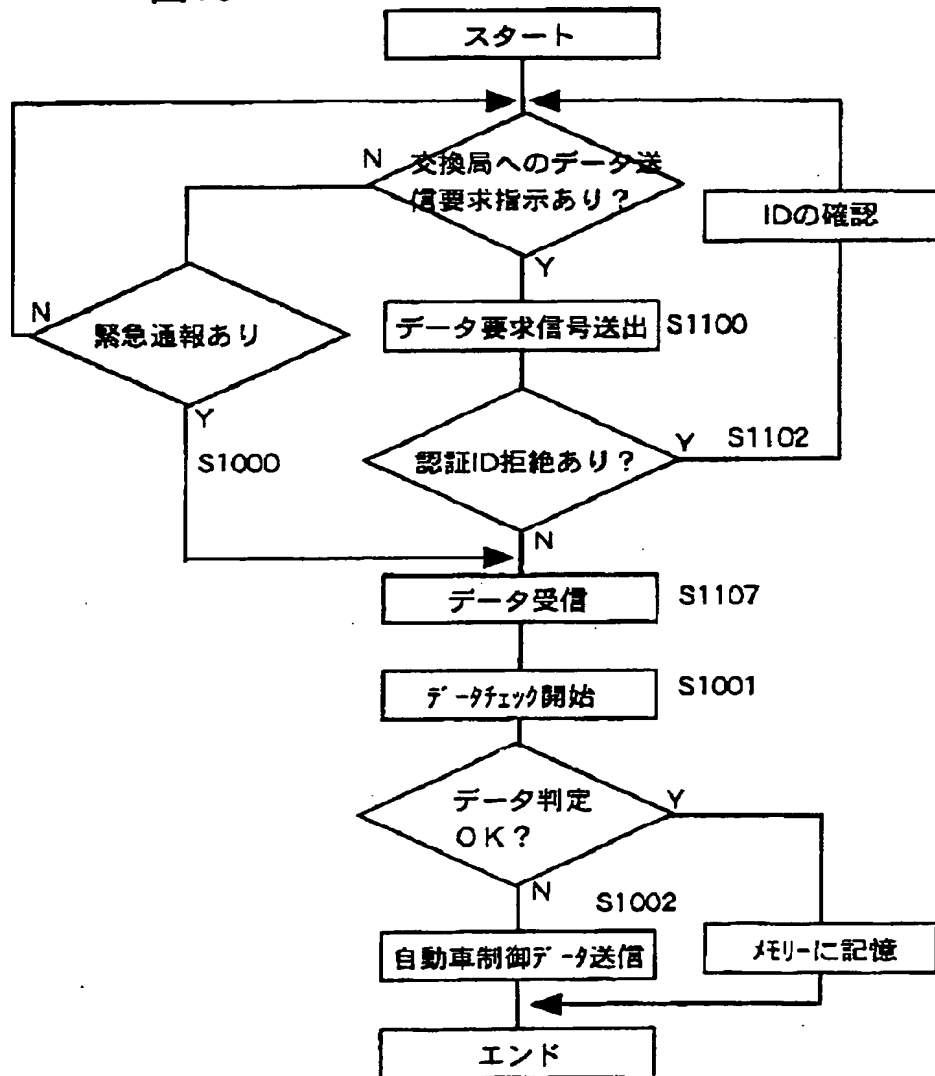 スタート
N
交換局へのデータ送
信要求指示あり？
IDの確認
Y
N
緊急通報あり
データ要求信号送出
S1100
Y
S1000
認証ID拒絶あり？
Y
S1102
N
データ受信
S1107
データチェック開始
S1001
データ判定
OK？
Y
N
S1002
自動車制御データ送信
メモリーに記憶
エンド